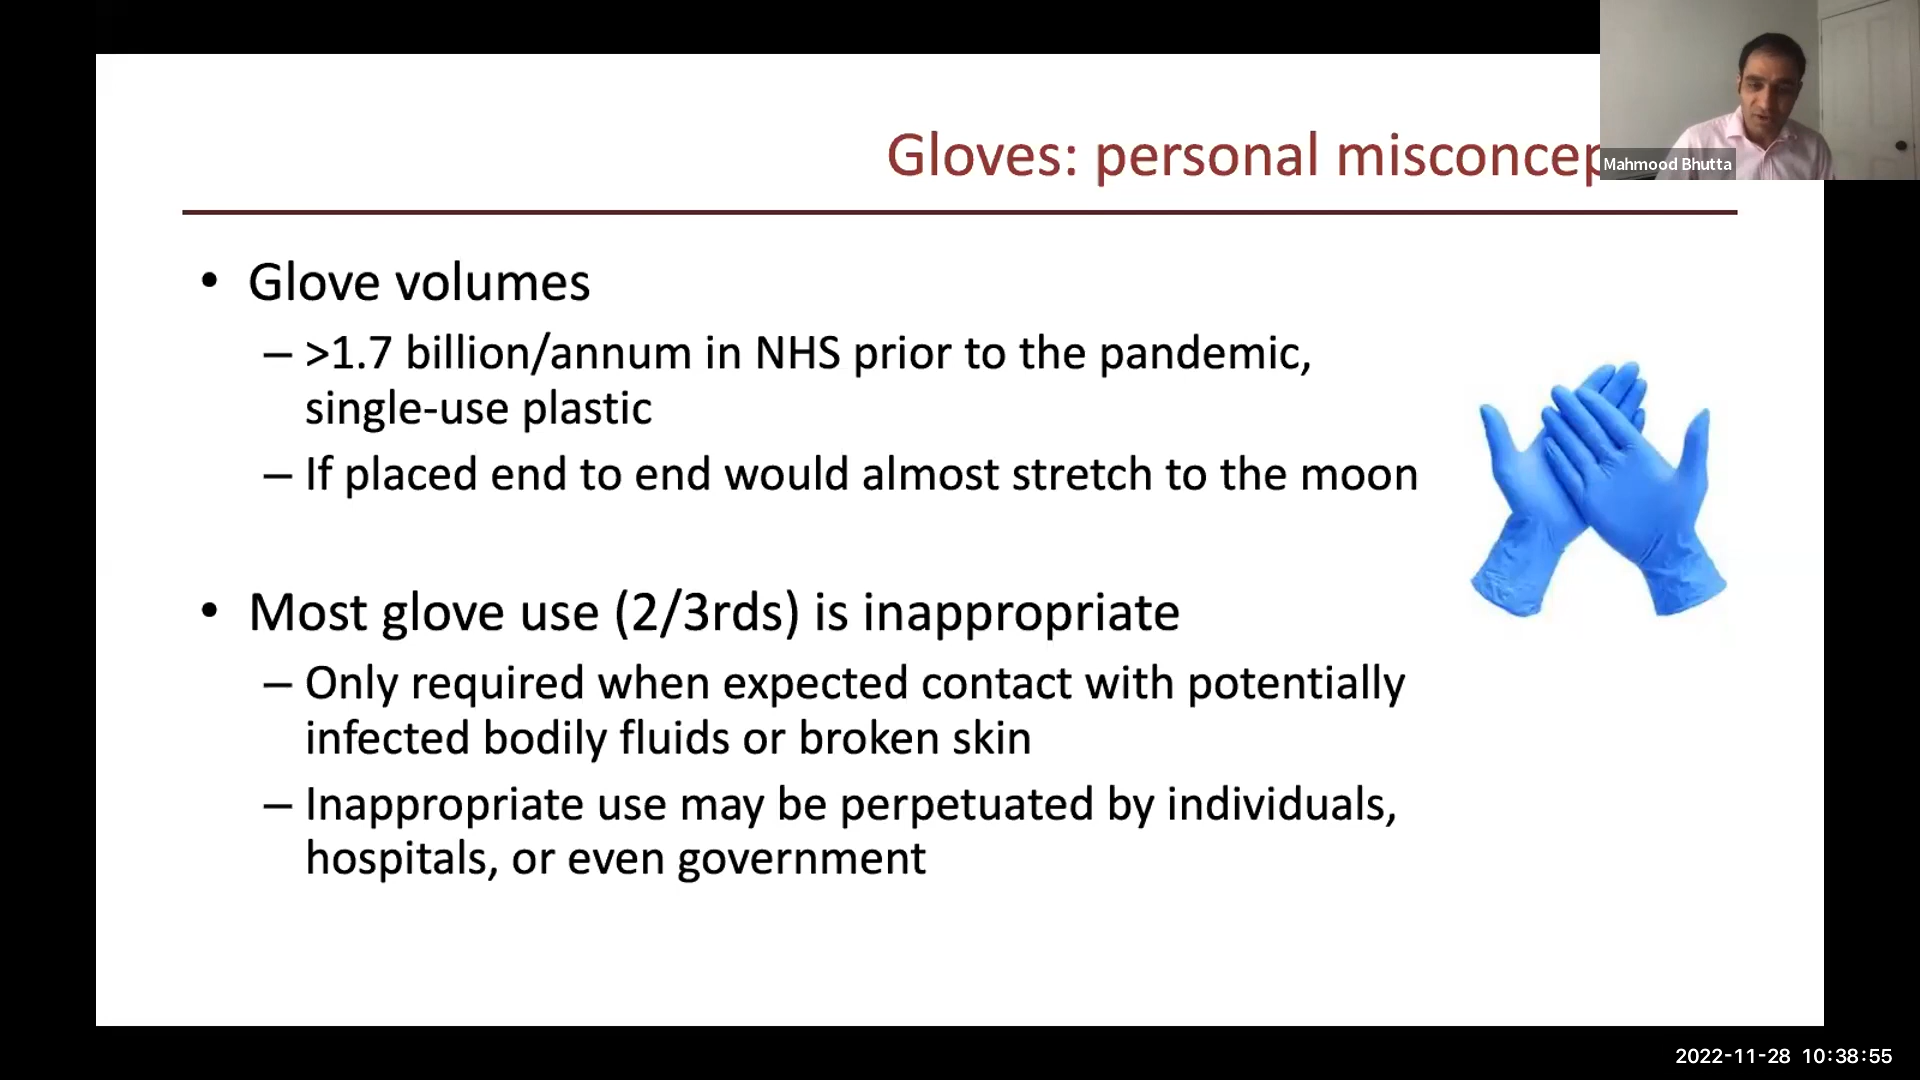 Gloves: personal misconcep
Mahmood Bhutta
• Glove volumes
– >1.7 billion/annum in NHS prior to the pandemic,
single-use plastic
– If placed end to end would almost stretch to the moon
• Most glove use (2/3rds) is inappropriate
– Only required when expected contact with potentially
infected bodily fluids or broken skin
– Inappropriate use may be perpetuated by individuals,
hospitals, or even government
2022-11-28 10:38:55